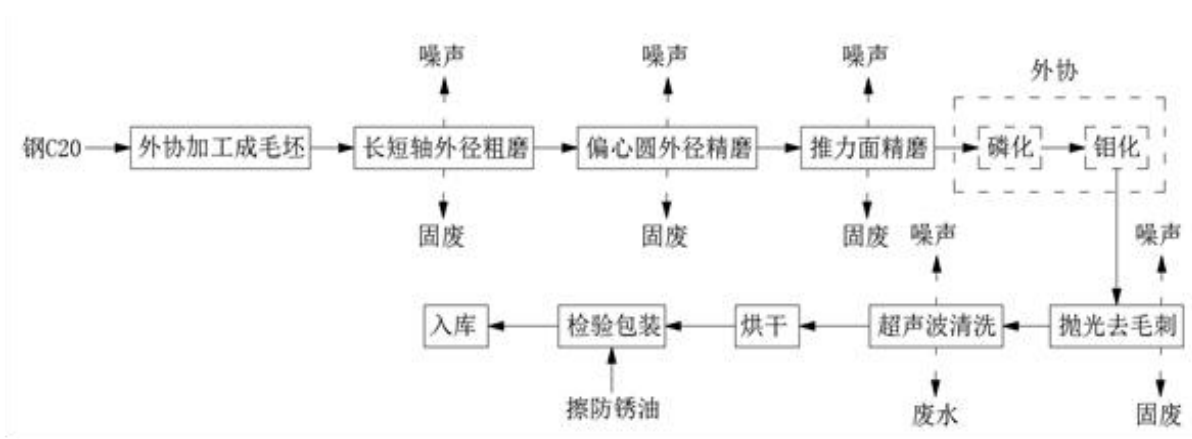 噪声 噪声 噪声
外协
钢C20 外协加工成毛坯 长短轴外径粗磨 偏心圆外径精磨 推力面精磨 磷化 钼化
固废 固废 固废 噪声 噪声
入库 检验包装 烘干 超声波清洗 抛光去毛刺
擦防锈油 废水 固废